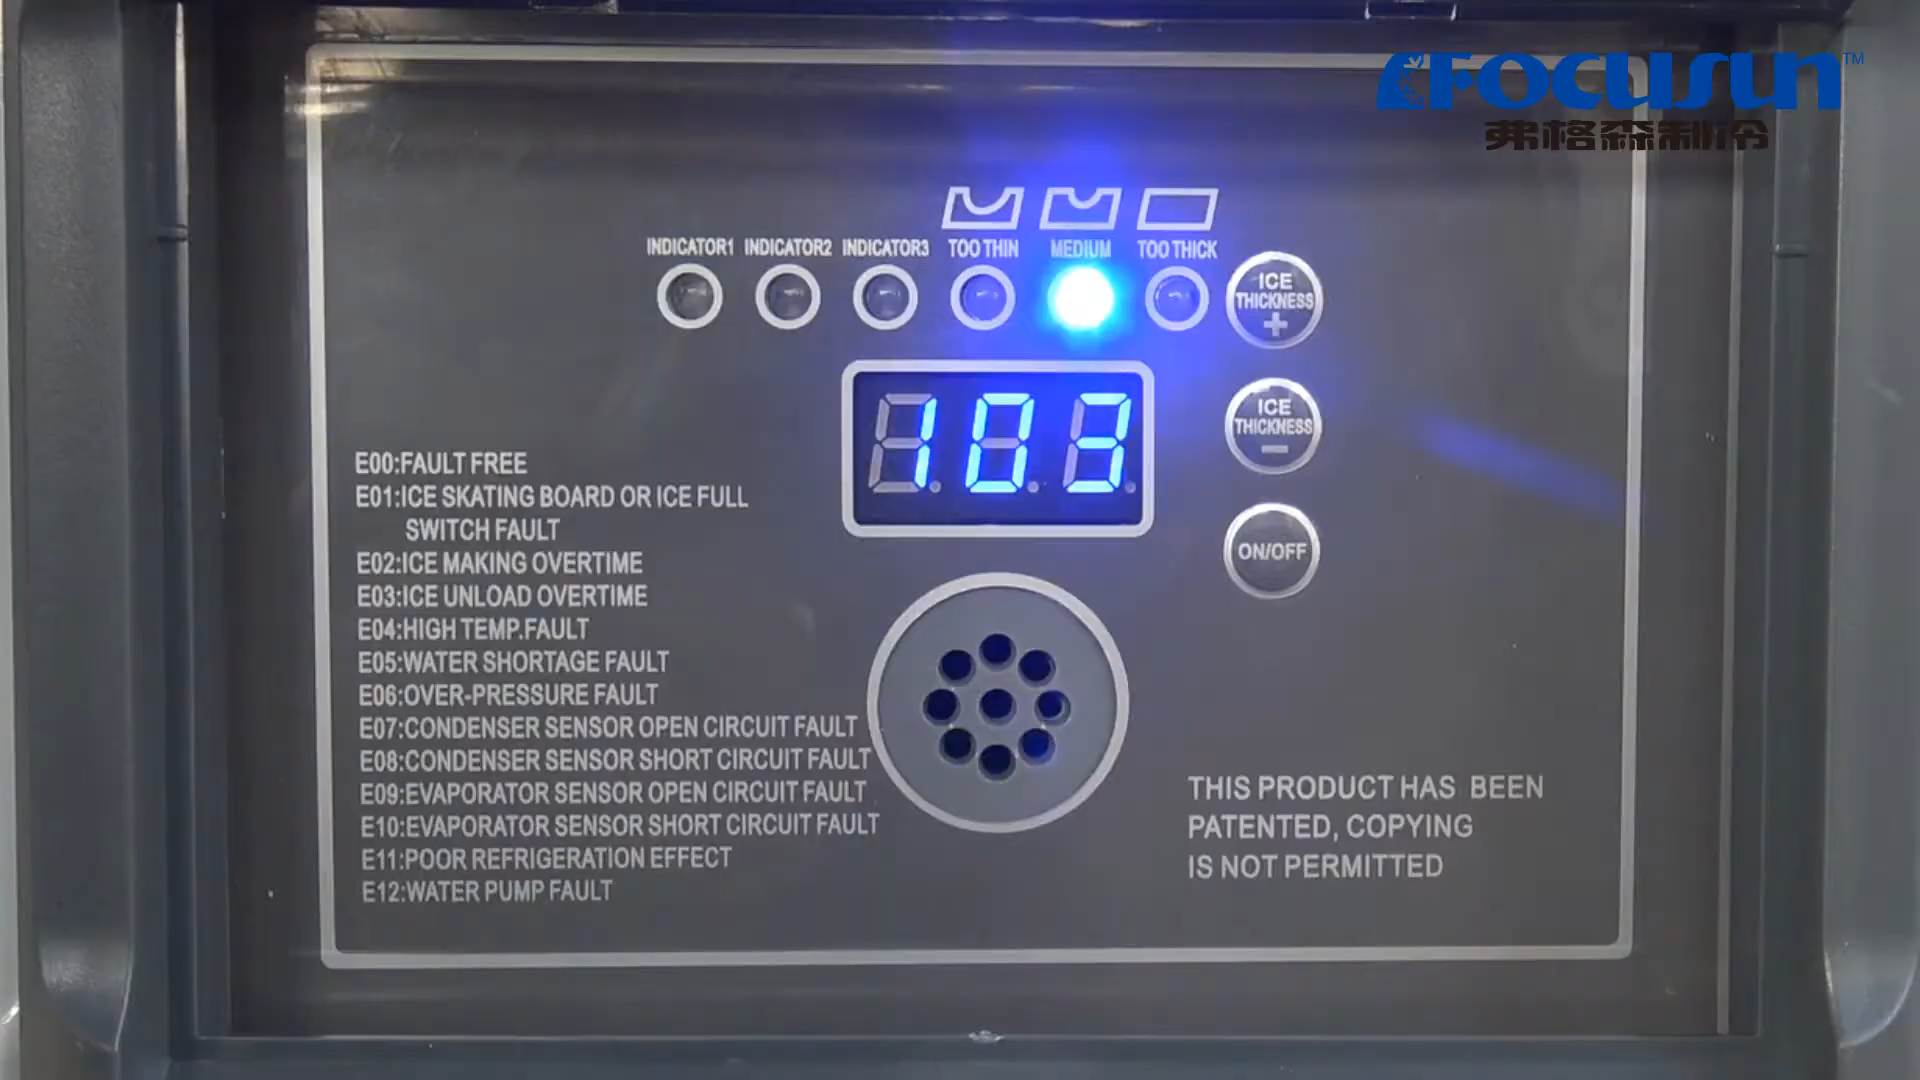 FOCUSUN™
弗格森制冷
INDICATOR1 INDICATOR2 INDICATOR3 TOO THIN MEDIUM TOO THICK
ICE THICKNESS +
103
ICE THICKNESS −
ON/OFF
E00:FAULT FREE
E01:ICE SKATING BOARD OR ICE FULL
SWITCH FAULT
E02:ICE MAKING OVERTIME
E03:ICE UNLOAD OVERTIME
E04:HIGH TEMP.FAULT
E05:WATER SHORTAGE FAULT
E06:OVER-PRESSURE FAULT
E07:CONDENSER SENSOR OPEN CIRCUIT FAULT
E08:CONDENSER SENSOR SHORT CIRCUIT FAULT
E09:EVAPORATOR SENSOR OPEN CIRCUIT FAULT
E10:EVAPORATOR SENSOR SHORT CIRCUIT FAULT
E11:POOR REFRIGERATION EFFECT
E12:WATER PUMP FAULT
THIS PRODUCT HAS BEEN
PATENTED, COPYING
IS NOT PERMITTED